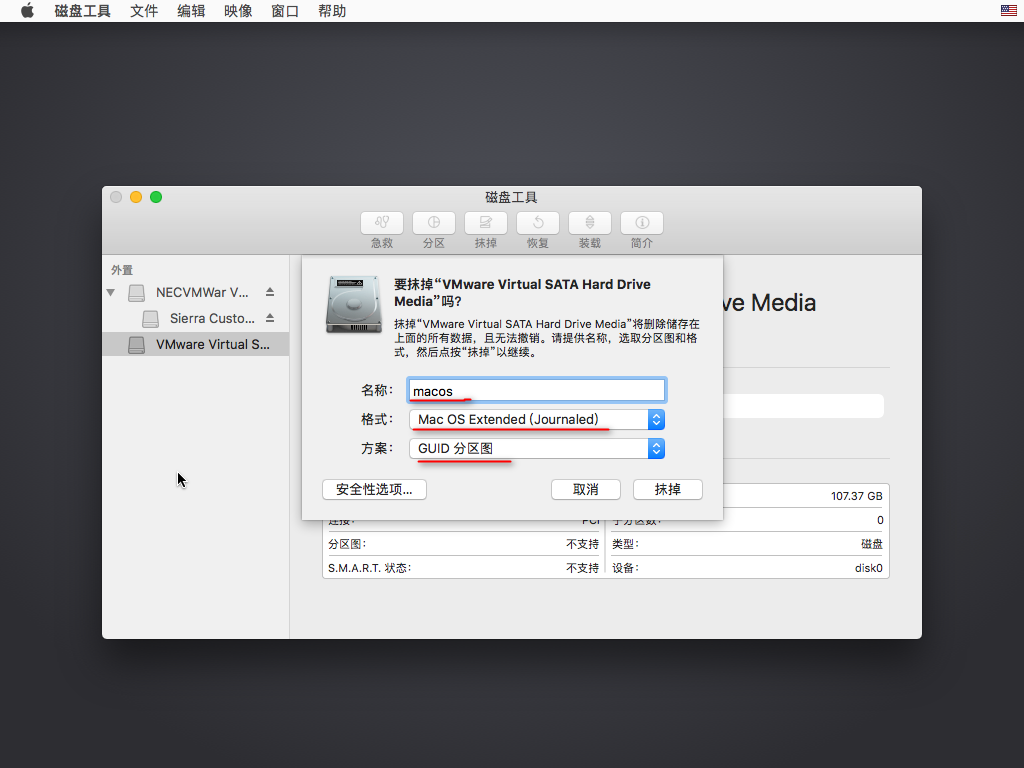 磁盘工具 文件 编辑 映像 窗口 帮助
磁盘工具
急救 分区 抹掉 恢复 装载 简介
外置
NECVMWar V...
Sierra Custo...
VMware Virtual S...
要抹掉“VMware Virtual SATA Hard Drive
Media”吗?
抹掉“VMware Virtual SATA Hard Drive Media”将删除储存在
上面的所有数据，且无法撤销。请提供名称，选取分区图和格
式，然后点按“抹掉”以继续。
名称： macos
格式： Mac OS Extended (Journaled)
方案： GUID 分区图
安全性选项... 取消 抹掉
ve Media
107.37 GB
连接： PCI 子分区数： 0
分区图： 不支持 类型： 磁盘
S.M.A.R.T. 状态： 不支持 设备： disk0